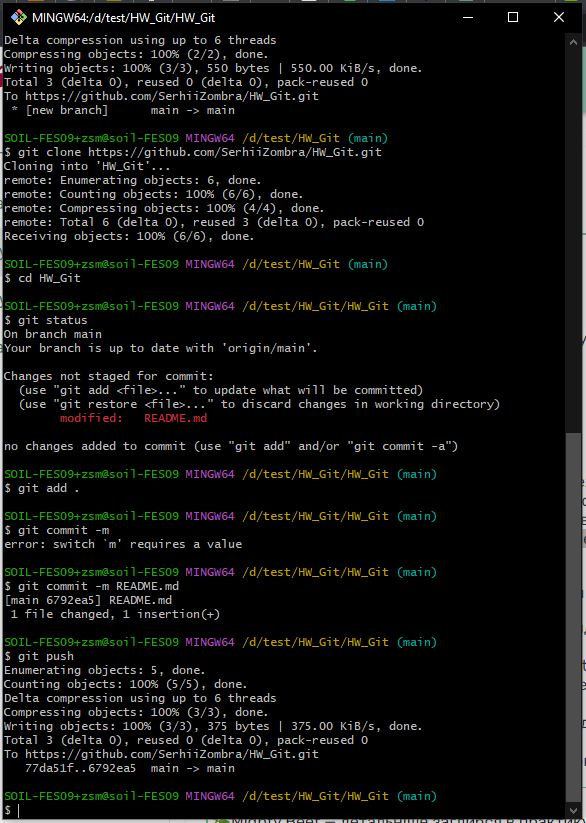 MINGW64:/d/test/HW_Git/HW_Git
Delta compression using up to 6 threads
Compressing objects: 100% (2/2), done.
Writing objects: 100% (3/3), 550 bytes | 550.00 KiB/s, done.
Total 3 (delta 0), reused 0 (delta 0), pack-reused 0
To https://github.com/SerhiiZombra/HW_Git.git
 * [new branch]      main -> main

SOIL-FES09+zsm@soil-FES09 MINGW64 /d/test/HW_Git (main)
$ git clone https://github.com/SerhiiZombra/HW_Git.git
Cloning into 'HW_Git'...
remote: Enumerating objects: 6, done.
remote: Counting objects: 100% (6/6), done.
remote: Compressing objects: 100% (4/4), done.
remote: Total 6 (delta 0), reused 3 (delta 0), pack-reused 0
Receiving objects: 100% (6/6), done.

SOIL-FES09+zsm@soil-FES09 MINGW64 /d/test/HW_Git (main)
$ cd HW_Git

SOIL-FES09+zsm@soil-FES09 MINGW64 /d/test/HW_Git/HW_Git (main)
$ git status
On branch main
Your branch is up to date with 'origin/main'.

Changes not staged for commit:
  (use "git add <file>..." to update what will be committed)
  (use "git restore <file>..." to discard changes in working directory)
        modified:   README.md

no changes added to commit (use "git add" and/or "git commit -a")

SOIL-FES09+zsm@soil-FES09 MINGW64 /d/test/HW_Git/HW_Git (main)
$ git add .

SOIL-FES09+zsm@soil-FES09 MINGW64 /d/test/HW_Git/HW_Git (main)
$ git commit -m
error: switch `m' requires a value

SOIL-FES09+zsm@soil-FES09 MINGW64 /d/test/HW_Git/HW_Git (main)
$ git commit -m README.md
[main 6792ea5] README.md
 1 file changed, 1 insertion(+)

SOIL-FES09+zsm@soil-FES09 MINGW64 /d/test/HW_Git/HW_Git (main)
$ git push
Enumerating objects: 5, done.
Counting objects: 100% (5/5), done.
Delta compression using up to 6 threads
Compressing objects: 100% (3/3), done.
Writing objects: 100% (3/3), 375 bytes | 375.00 KiB/s, done.
Total 3 (delta 0), reused 0 (delta 0), pack-reused 0
To https://github.com/SerhiiZombra/HW_Git.git
   77da51f..6792ea5  main -> main

SOIL-FES09+zsm@soil-FES09 MINGW64 /d/test/HW_Git/HW_Git (main)
$